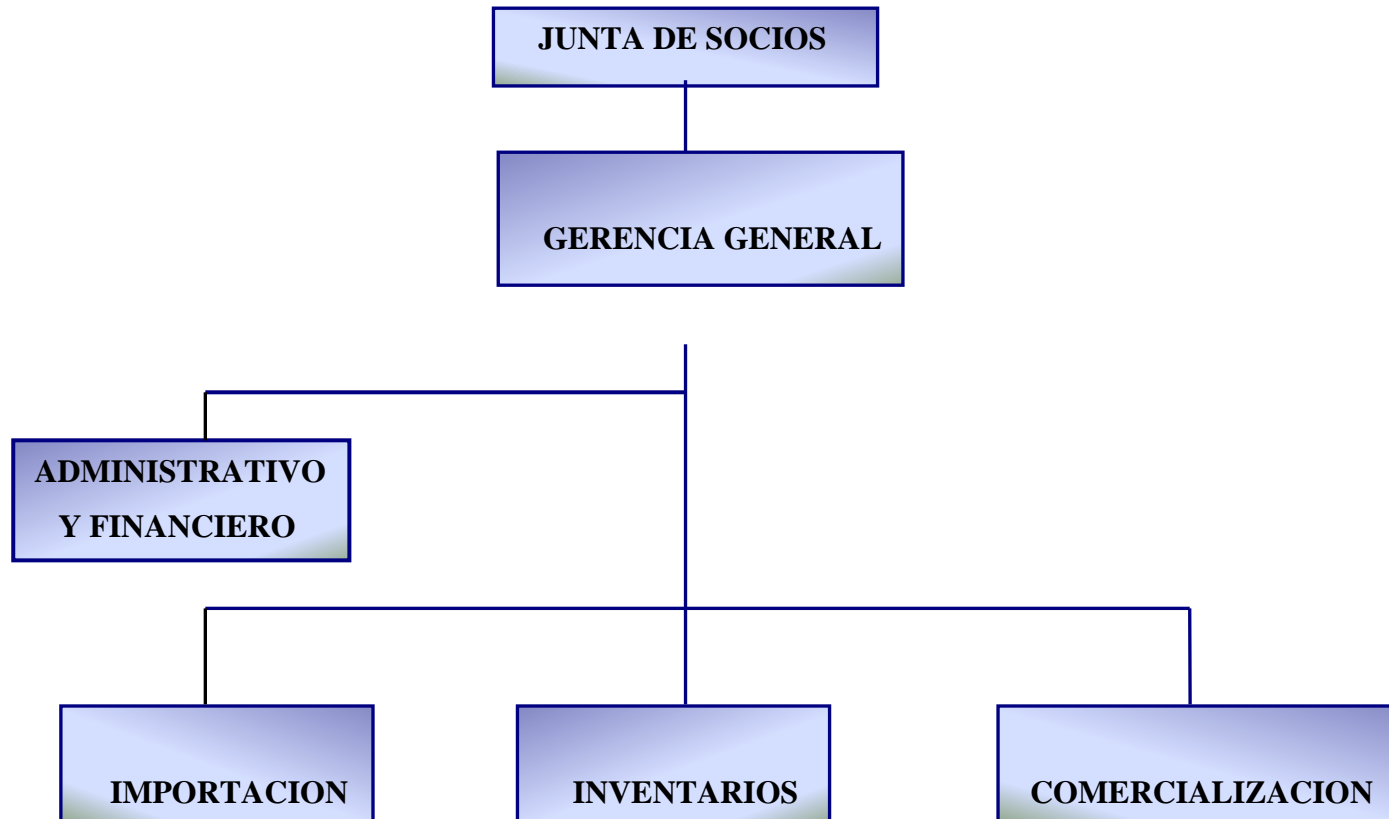 JUNTA DE SOCIOS
GERENCIA GENERAL
ADMINISTRATIVO
Y FINANCIERO
IMPORTACION
INVENTARIOS
COMERCIALIZACION